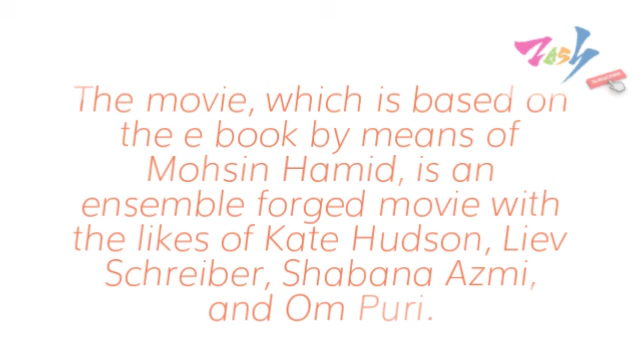 Zash
The movie, which is based on
the e book by means of
Mohsin Hamid, is an
ensemble forged movie with
the likes of Kate Hudson, Liev
Schreiber, Shabana Azmi,
and Om Puri.